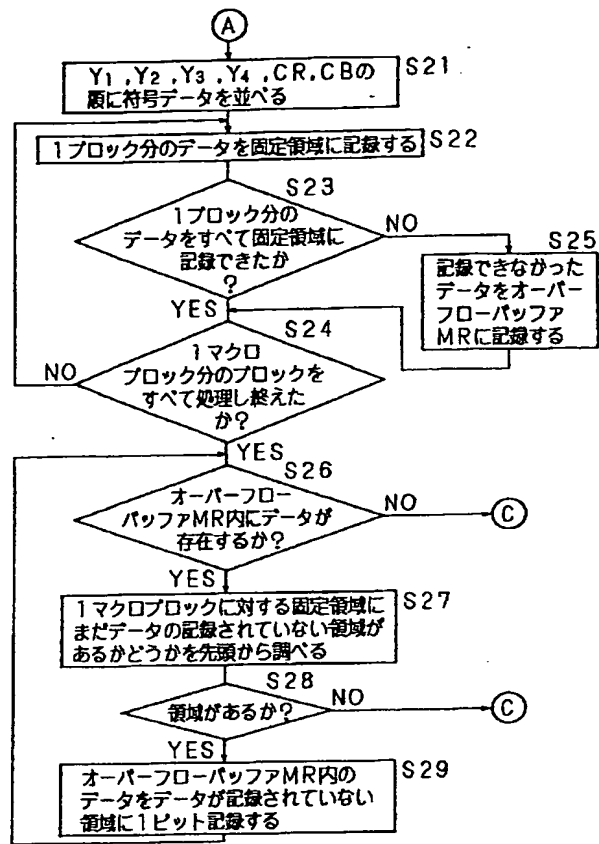 A
Y1 ,Y2 ,Y3 ,Y4 ,CR,CBの
順に符号データを並べる
S21
1ブロック分のデータを固定領域に記録する
S22
S23
1ブロック分の
データをすべて固定領域に
記録できたか
?
NO
YES
S25
記録できなかった
データをオーバー
フローバッファ
MRに記録する
S24
1マクロ
ブロック分のブロックを
すべて処理し終えた
か?
NO
YES
S26
オーバーフロー
バッファMR内にデータが
存在するか?
NO
C
YES
1マクロブロックに対する固定領域に
まだデータの記録されていない領域が
あるかどうかを先頭から調べる
S27
S28
領域があるか?
NO
C
YES
オーバーフローバッファMR内の
データをデータが記録されていない
領域に1ビット記録する
S29